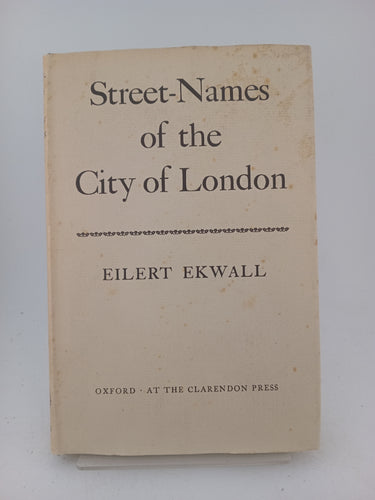 Street-Names
of the
City of London
EILERT EKWALL
OXFORD · AT THE CLARENDON PRESS